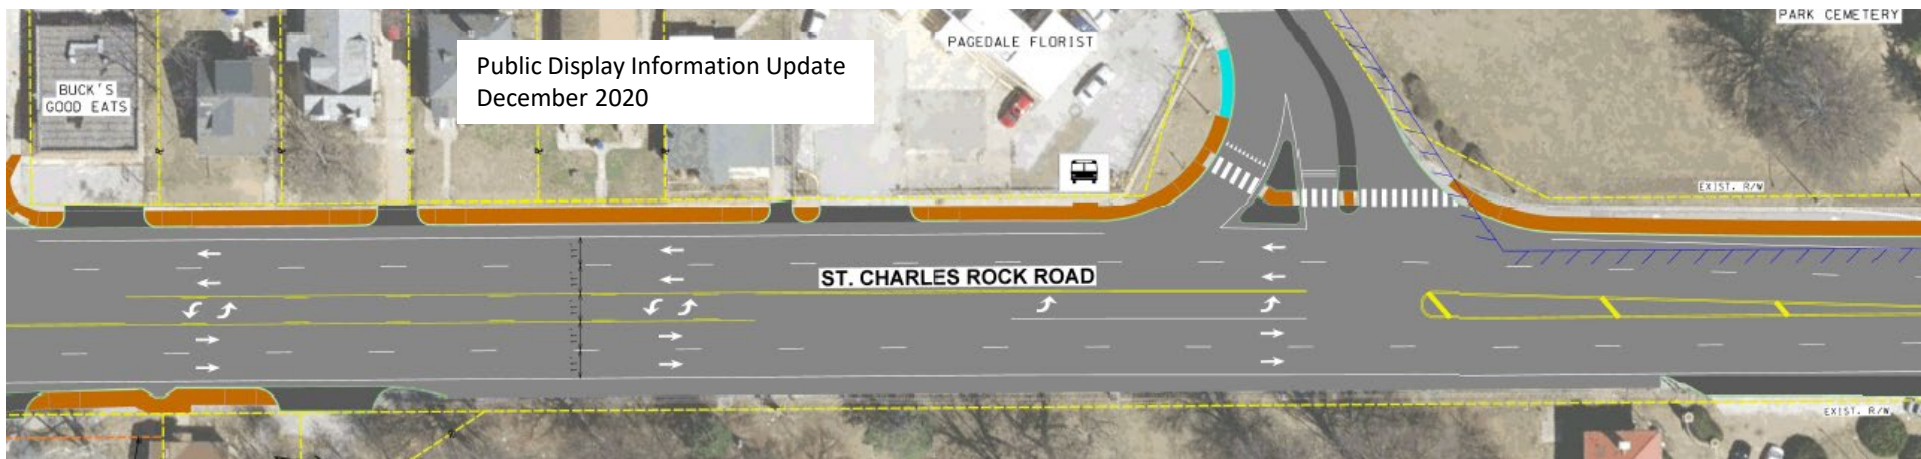 PARK CEMETERY
PAGEDALE FLORIST
Public Display Information Update
December 2020
BUCK'S
GOOD EATS
EXIST. R/W
ST. CHARLES ROCK ROAD
EXIST. R/W